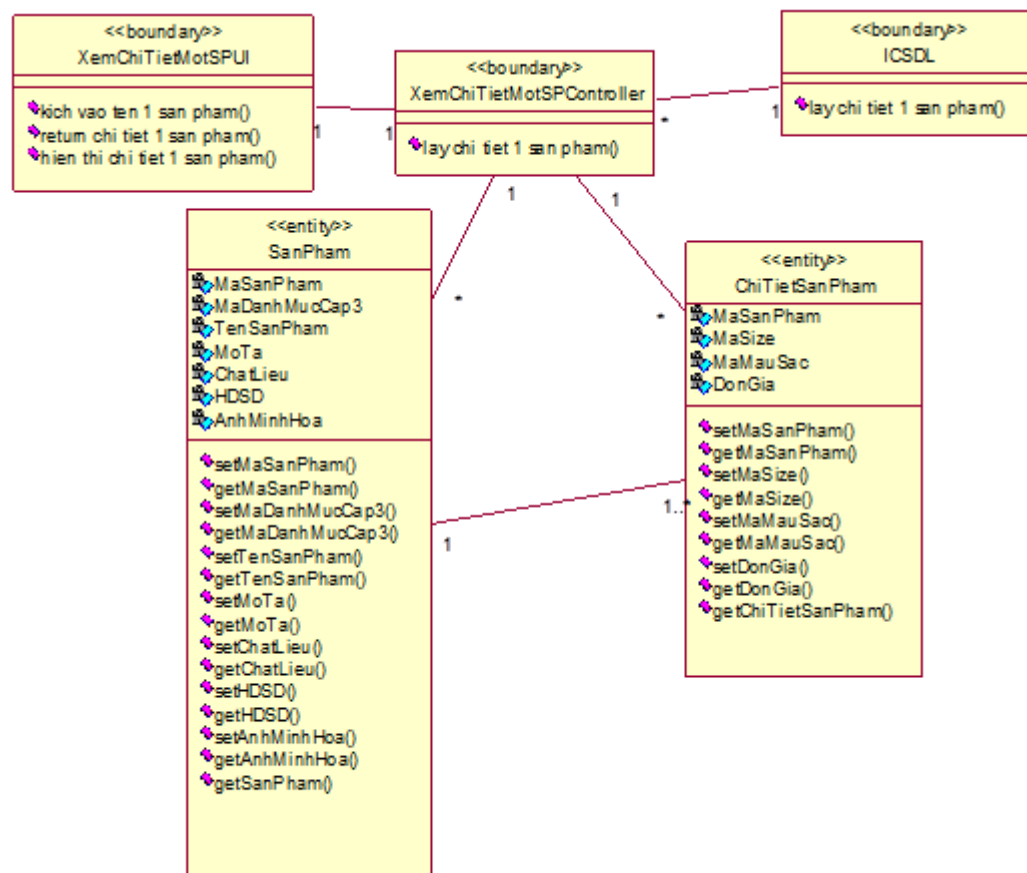 <<boundary>>
XemChiTietMotSPUI
kich vao ten 1 san pham()
return chi tiet 1 san pham()
hien thi chi tiet 1 san pham()
<<boundary>>
XemChiTietMotSPController
lay chi tiet 1 san pham()
<<boundary>>
ICSDL
lay chi tiet 1 san pham()
1
1
*
1
1
*
1
*
<<entity>>
SanPham
MaSanPham
MaDanhMucCap3
TenSanPham
MoTa
ChatLieu
HDSD
AnhMinhHoa
setMaSanPham()
getMaSanPham()
setMaDanhMucCap3()
getMaDanhMucCap3()
setTenSanPham()
getTenSanPham()
setMoTa()
getMoTa()
setChatLieu()
getChatLieu()
setHDSD()
getHDSD()
setAnhMinhHoa()
getAnhMinhHoa()
getSanPham()
1
1..*
<<entity>>
ChiTietSanPham
MaSanPham
MaSize
MaMauSac
DonGia
setMaSanPham()
getMaSanPham()
setMaSize()
getMaSize()
setMaMauSac()
getMaMauSac()
setDonGia()
getDonGia()
getChiTietSanPham()